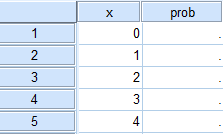 x prob
1 0 .
2 1 .
3 2 .
4 3 .
5 4 .